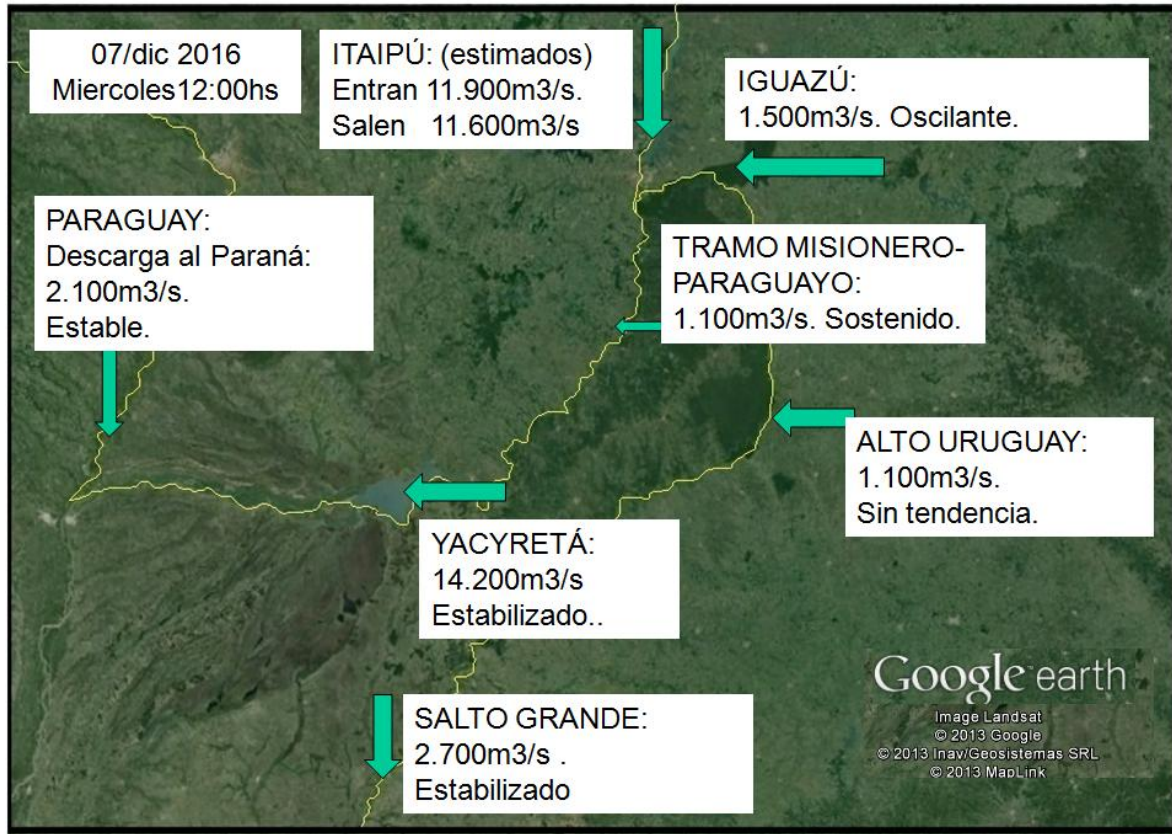 07/dic 2016
Miercoles12:00hs
ITAIPÚ: (estimados)
Entran 11.900m3/s.
Salen 11.600m3/s
IGUAZÚ:
1.500m3/s. Oscilante.
PARAGUAY:
Descarga al Paraná:
2.100m3/s.
Estable.
TRAMO MISIONERO-
PARAGUAYO:
1.100m3/s. Sostenido.
ALTO URUGUAY:
1.100m3/s.
Sin tendencia.
YACYRETÁ:
14.200m3/s
Estabilizado..
SALTO GRANDE:
2.700m3/s .
Estabilizado
Google earth
Image Landsat
© 2013 Google
© 2013 Inav/Geosistemas SRL
© 2013 MapLink